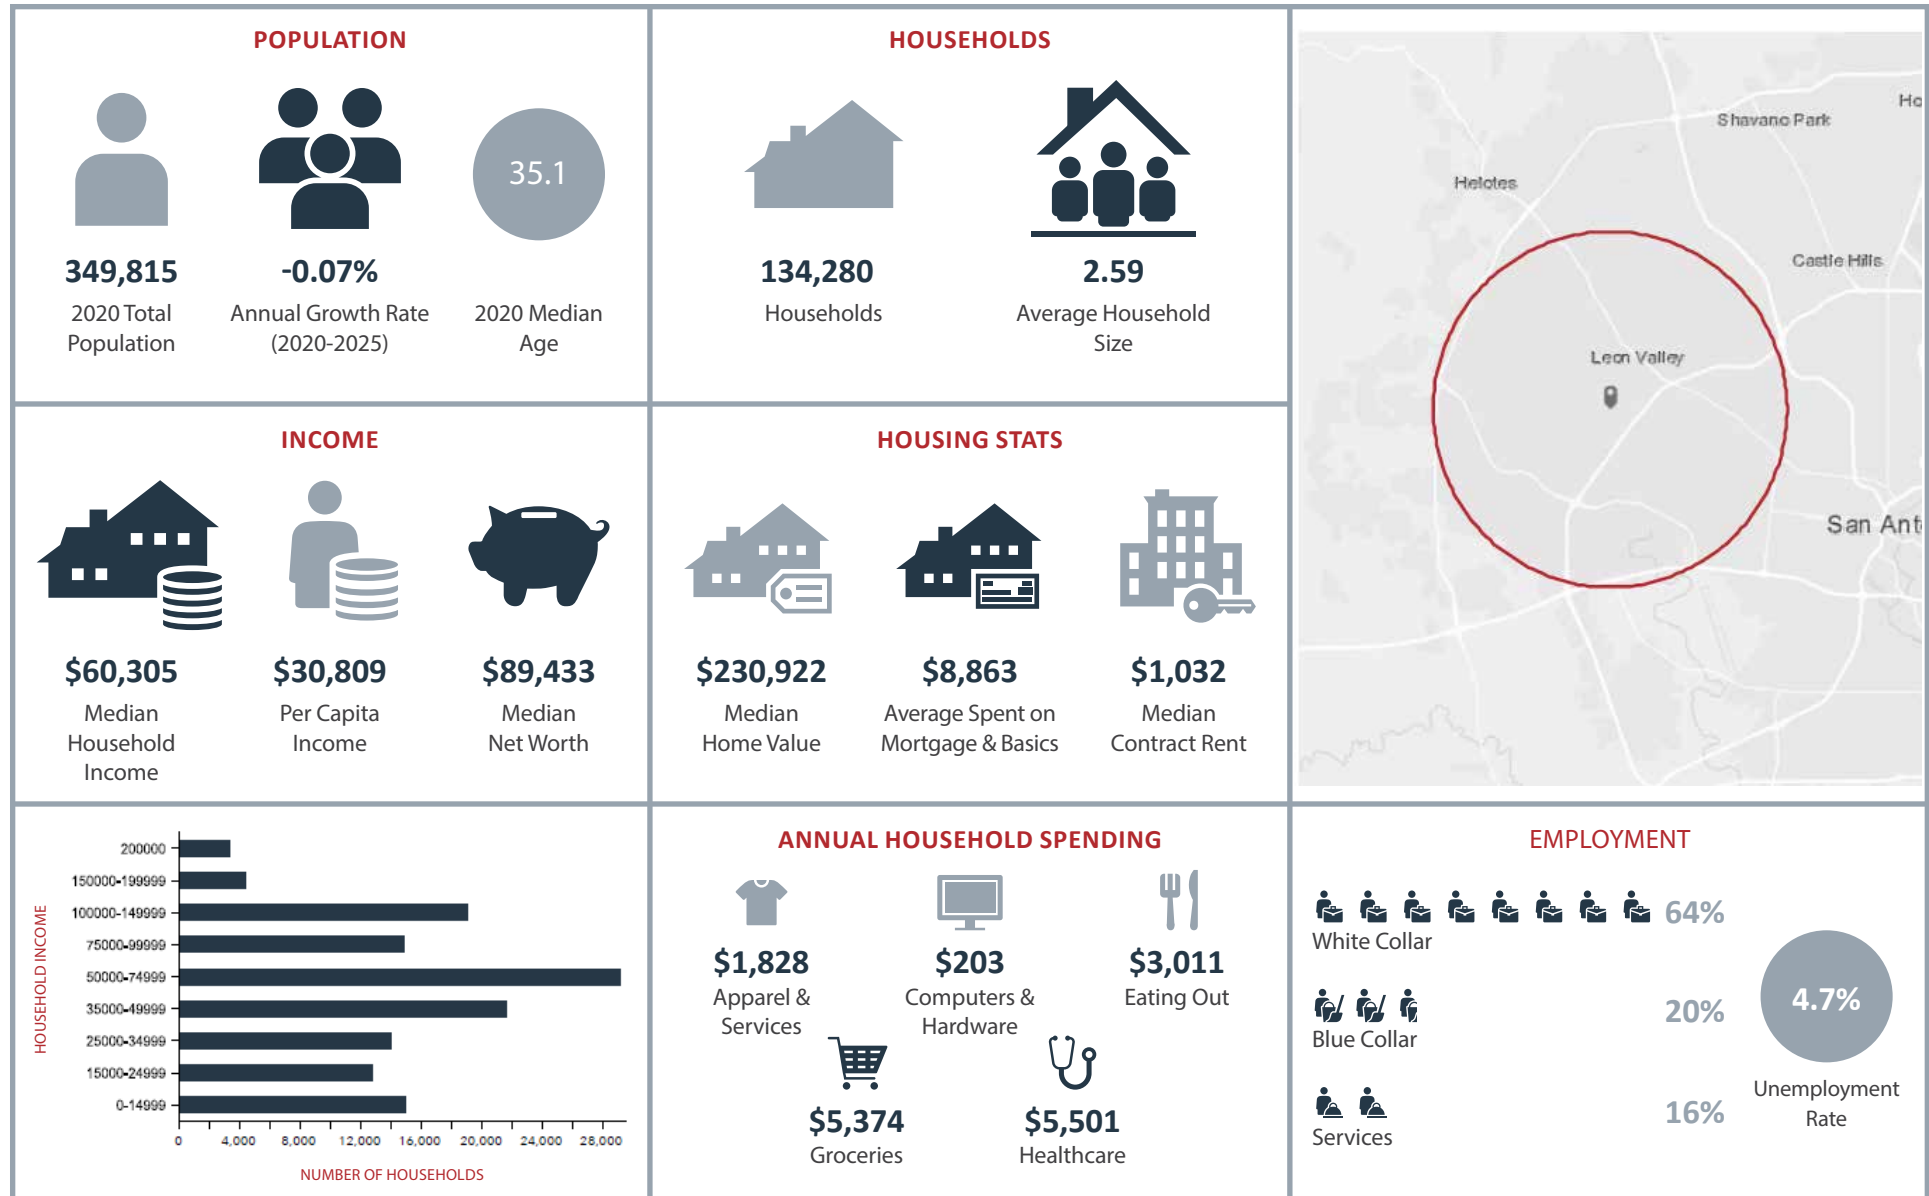 POPULATION
35.1
349,815
2020 Total
Population
-0.07%
Annual Growth Rate
(2020-2025)
2020 Median
Age
HOUSEHOLDS
134,280
Households
2.59
Average Household
Size
Shavano Park
Helotes
Castle Hills
Leon Valley
San Ant
Ho
INCOME
$60,305
Median
Household
Income
$30,809
Per Capita
Income
$89,433
Median
Net Worth
HOUSING STATS
$230,922
Median
Home Value
$8,863
Average Spent on
Mortgage & Basics
$1,032
Median
Contract Rent
HOUSEHOLD INCOME
200000
150000-199999
100000-149999
75000-99999
50000-74999
35000-49999
25000-34999
15000-24999
0-14999
0 4,000 8,000 12,000 16,000 20,000 24,000 28,000
NUMBER OF HOUSEHOLDS
ANNUAL HOUSEHOLD SPENDING
$1,828
Apparel &
Services
$203
Computers &
Hardware
$3,011
Eating Out
$5,374
Groceries
$5,501
Healthcare
EMPLOYMENT
64%
White Collar
20%
Blue Collar
16%
Services
4.7%
Unemployment
Rate